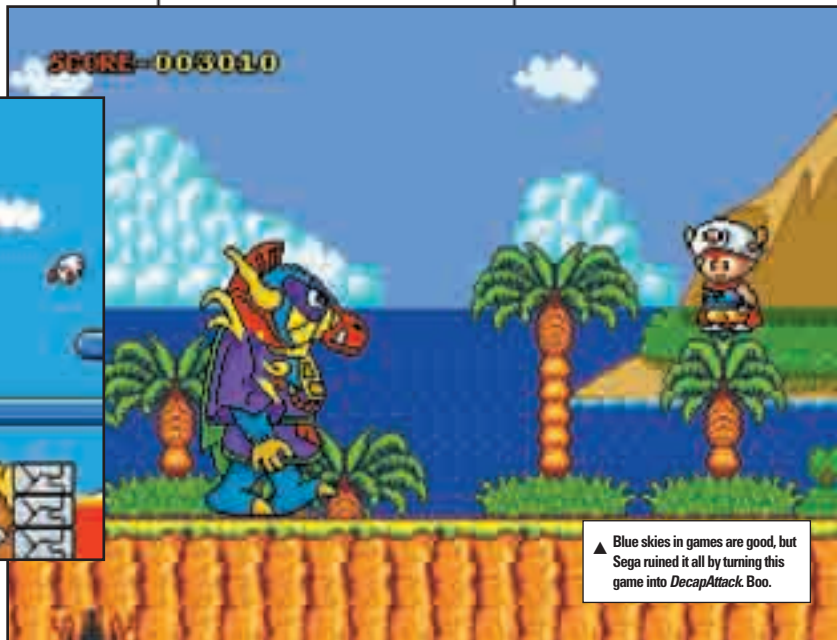 SCORE-003010
▲ Blue skies in games are good, but
Sega ruined it all by turning this
game into DecapAttack. Boo.